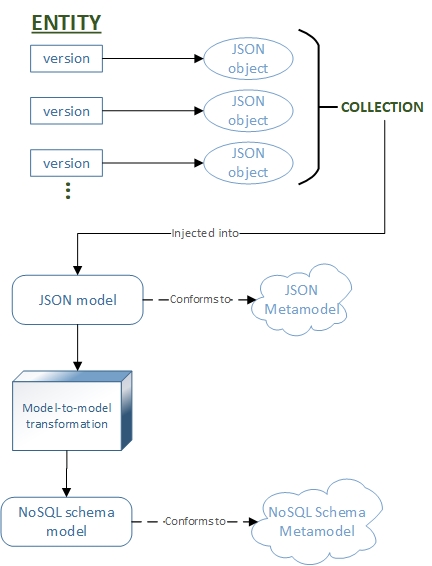 ENTITY
version
JSON
object
version
JSON
object
version
JSON
object
COLLECTION
Injected into
JSON model
Conforms to
JSON
Metamodel
Model-to-model
transformation
NoSQL schema
model
Conforms to
NoSQL Schema
Metamodel